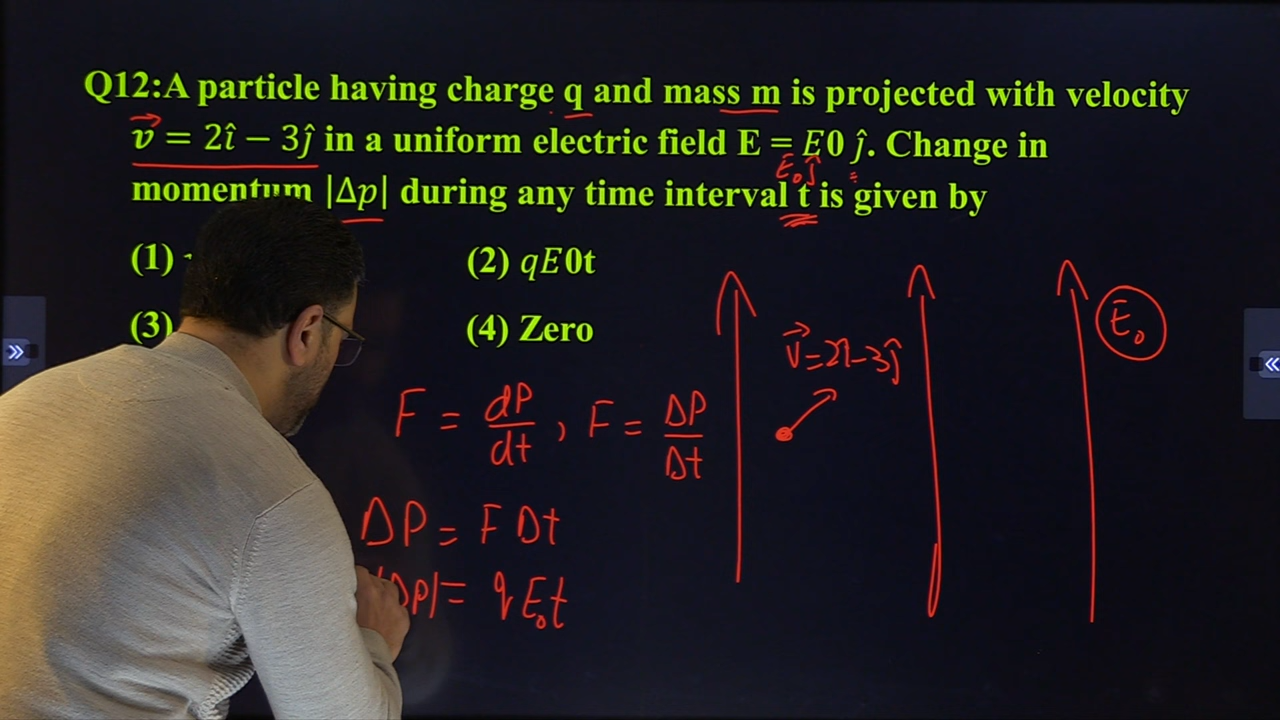 Q12:A particle having charge q and mass m is projected with velocity
v⃗ = 2î − 3ĵ in a uniform electric field E = E0 ĵ. Change in
E₀ĵ
momentum |Δp| during any time interval t is given by
(1)
(2) qE0t
(3)
(4) Zero
E₀
v⃗ = 2î − 3ĵ
F = dP/dt , F = ΔP/Δt
ΔP = F Δt
|ΔP| = qE₀t